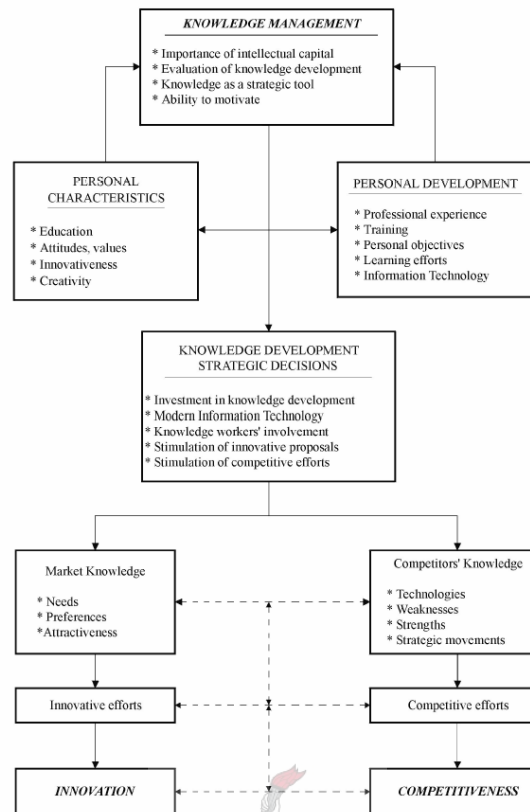 KNOWLEDGE MANAGEMENT
* Importance of intellectual capital
* Evaluation of knowledge development
* Knowledge as a strategic tool
* Ability to motivate
PERSONAL
CHARACTERISTICS
* Education
* Attitudes, values
* Innovativeness
* Creativity
PERSONAL DEVELOPMENT
* Professional experience
* Training
* Personal objectives
* Learning efforts
* Information Technology
KNOWLEDGE DEVELOPMENT
STRATEGIC DECISIONS
* Investment in knowledge development
* Modern Information Technology
* Knowledge workers' involvement
* Stimulation of innovative proposals
* Stimulation of competitive efforts
Market Knowledge
* Needs
* Preferences
*Attractiveness
Competitors' Knowledge
* Technologies
* Weaknesses
* Strengths
* Strategic movements
Innovative efforts
Competitive efforts
INNOVATION
COMPETITIVENESS